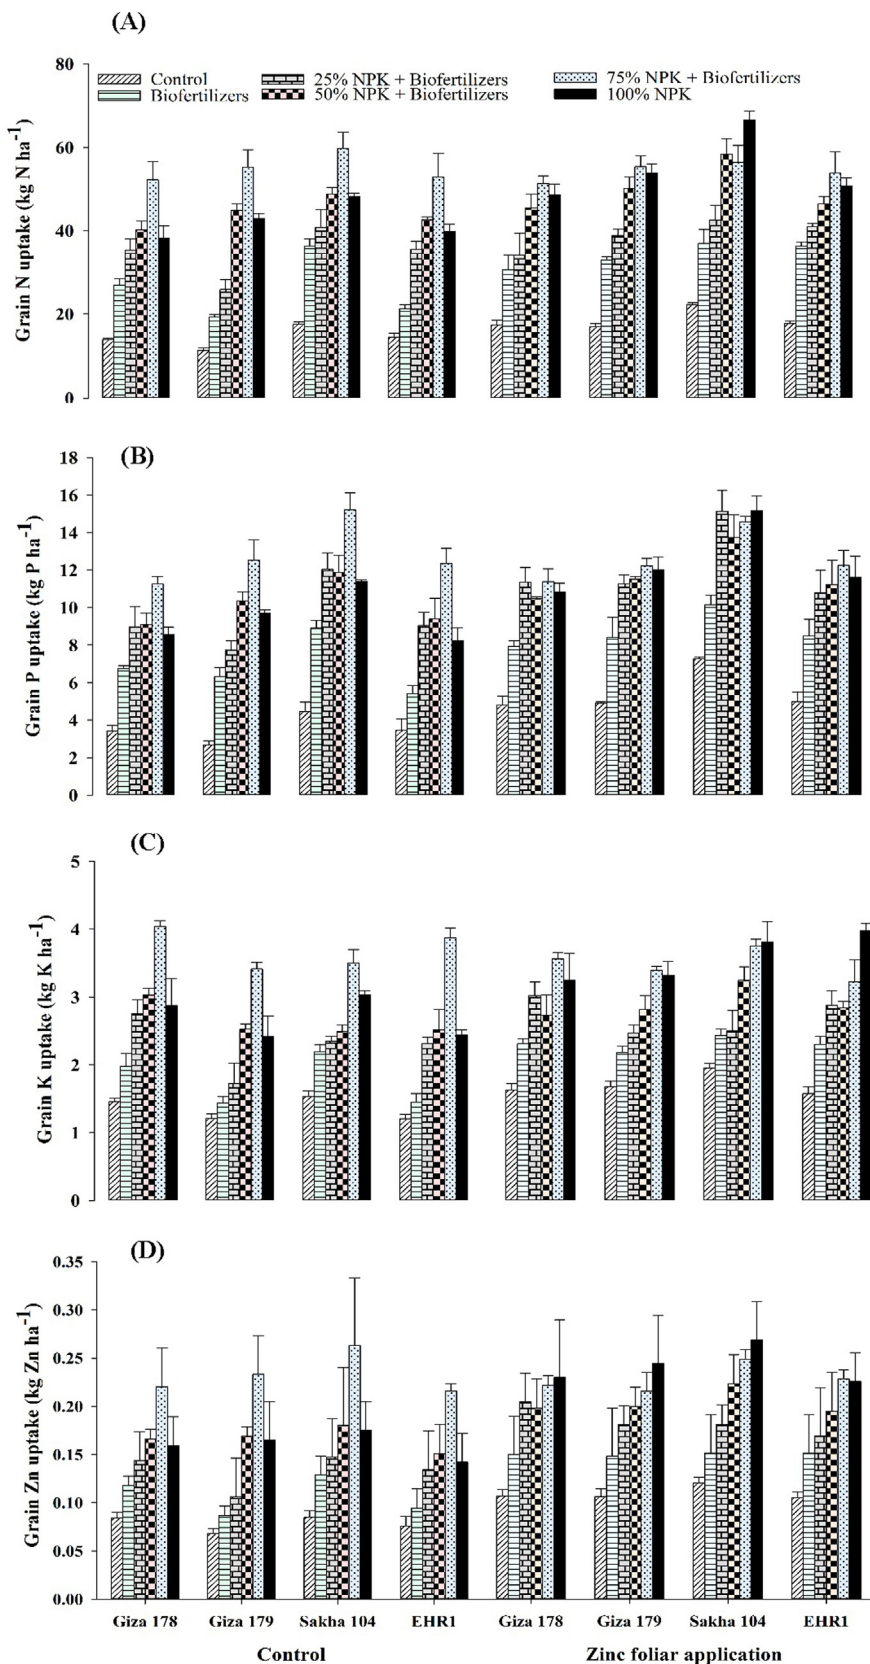 (A)
Grain N uptake (kg N ha-1)
80
60
40
20
0
Control
Biofertilizers
25% NPK + Biofertilizers
50% NPK + Biofertilizers
75% NPK + Biofertilizers
100% NPK
(B)
Grain P uptake (kg P ha-1)
18
16
14
12
10
8
6
4
2
0
(C)
Grain K uptake (kg K ha-1)
5
4
3
2
1
0
(D)
Grain Zn uptake (kg Zn ha-1)
0.35
0.30
0.25
0.20
0.15
0.10
0.05
0.00
Giza 178 Giza 179 Sakha 104 EHR1 Giza 178 Giza 179 Sakha 104 EHR1
Control Zinc foliar application